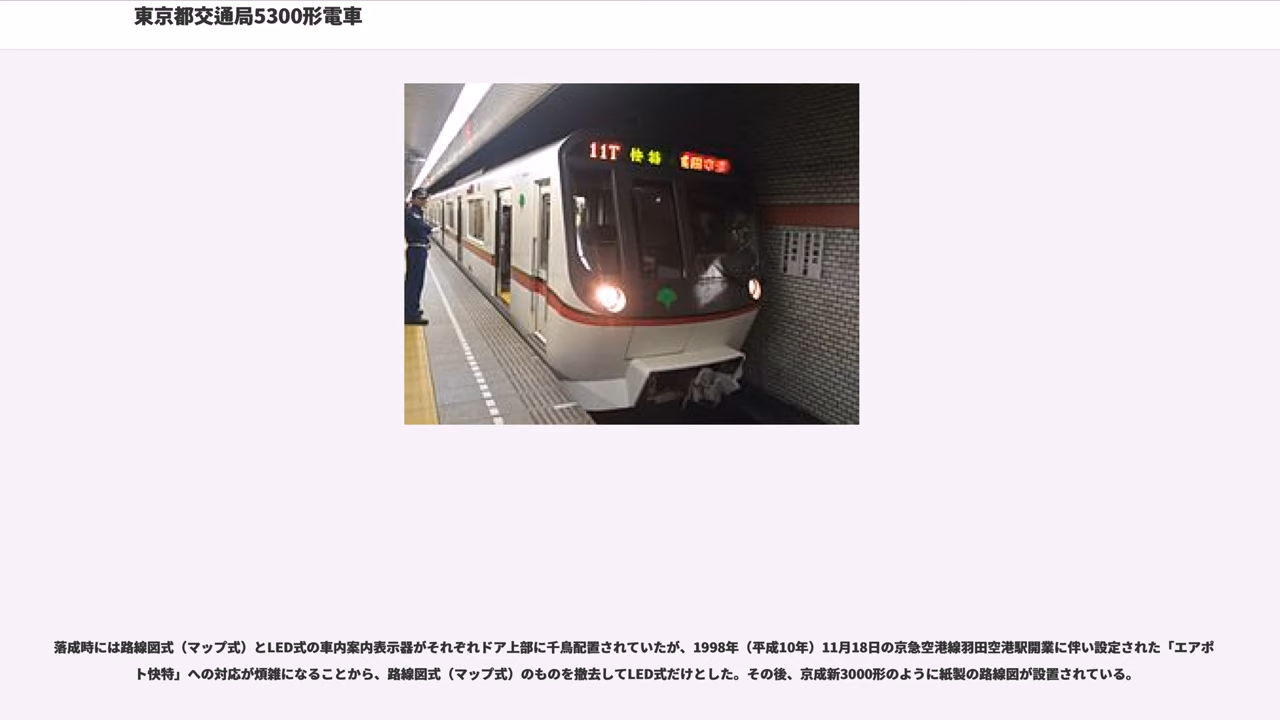 東京都交通局5300形電車
11T 快特 羽田空港
落成時には路線図式（マップ式）とLED式の車内案内表示器がそれぞれドア上部に千鳥配置されていたが、1998年（平成10年）11月18日の京急空港線羽田空港駅開業に伴い設定された「エアポ
ト快特」への対応が煩雑になることから、路線図式（マップ式）のものを撤去してLED式だけとした。その後、京成新3000形のように紙製の路線図が設置されている。